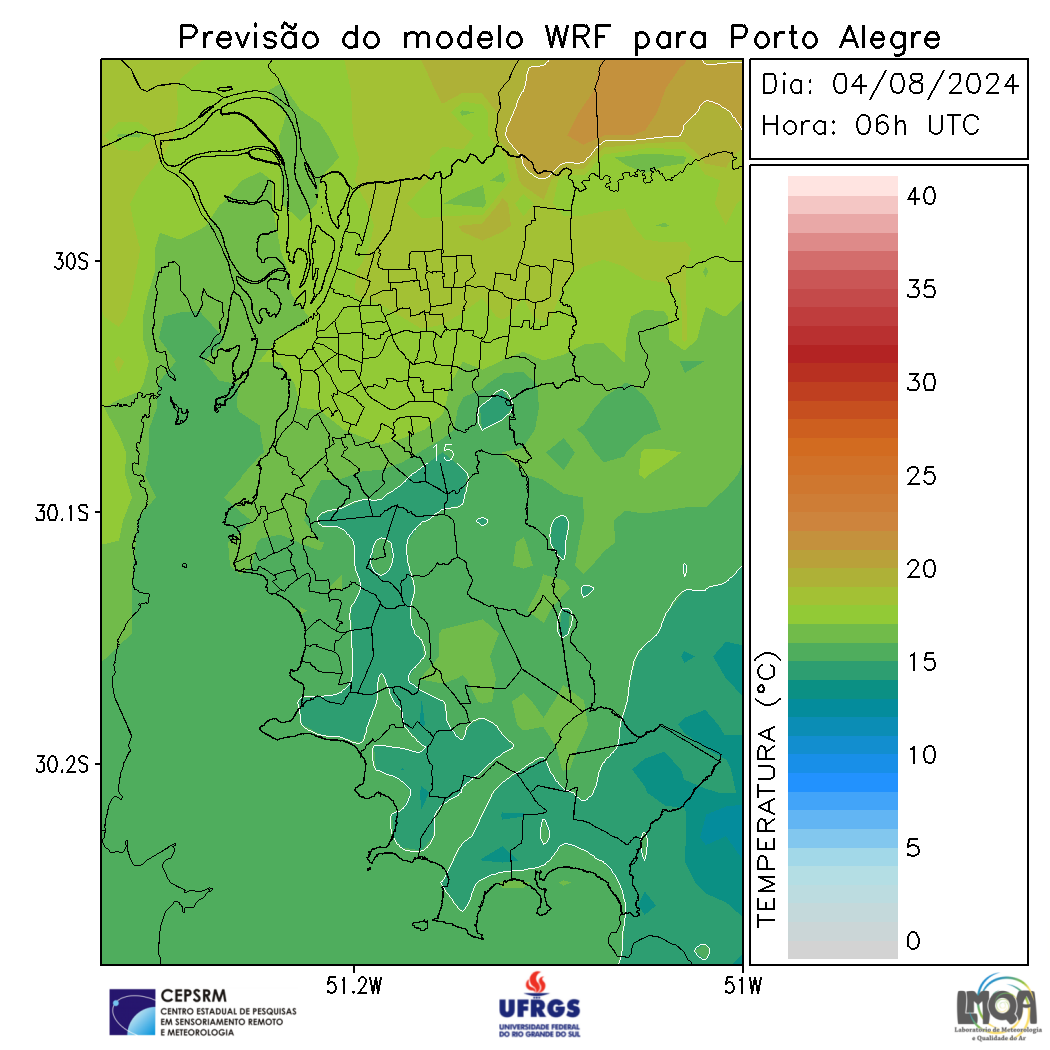 Previsão do modelo WRF para Porto Alegre
Dia: 04/08/2024
Hora: 06h UTC
40
35
30
25
20
15
10
5
0
TEMPERATURA (°C)
30S
30.1S
30.2S
15
51.2W
51W
CEPSRM
CENTRO ESTADUAL DE PESQUISAS
EM SENSORIAMENTO REMOTO
E METEOROLOGIA
UFRGS
UNIVERSIDADE FEDERAL
DO RIO GRANDE DO SUL
LMQA
Laboratório de Meteorologia
e Qualidade do Ar